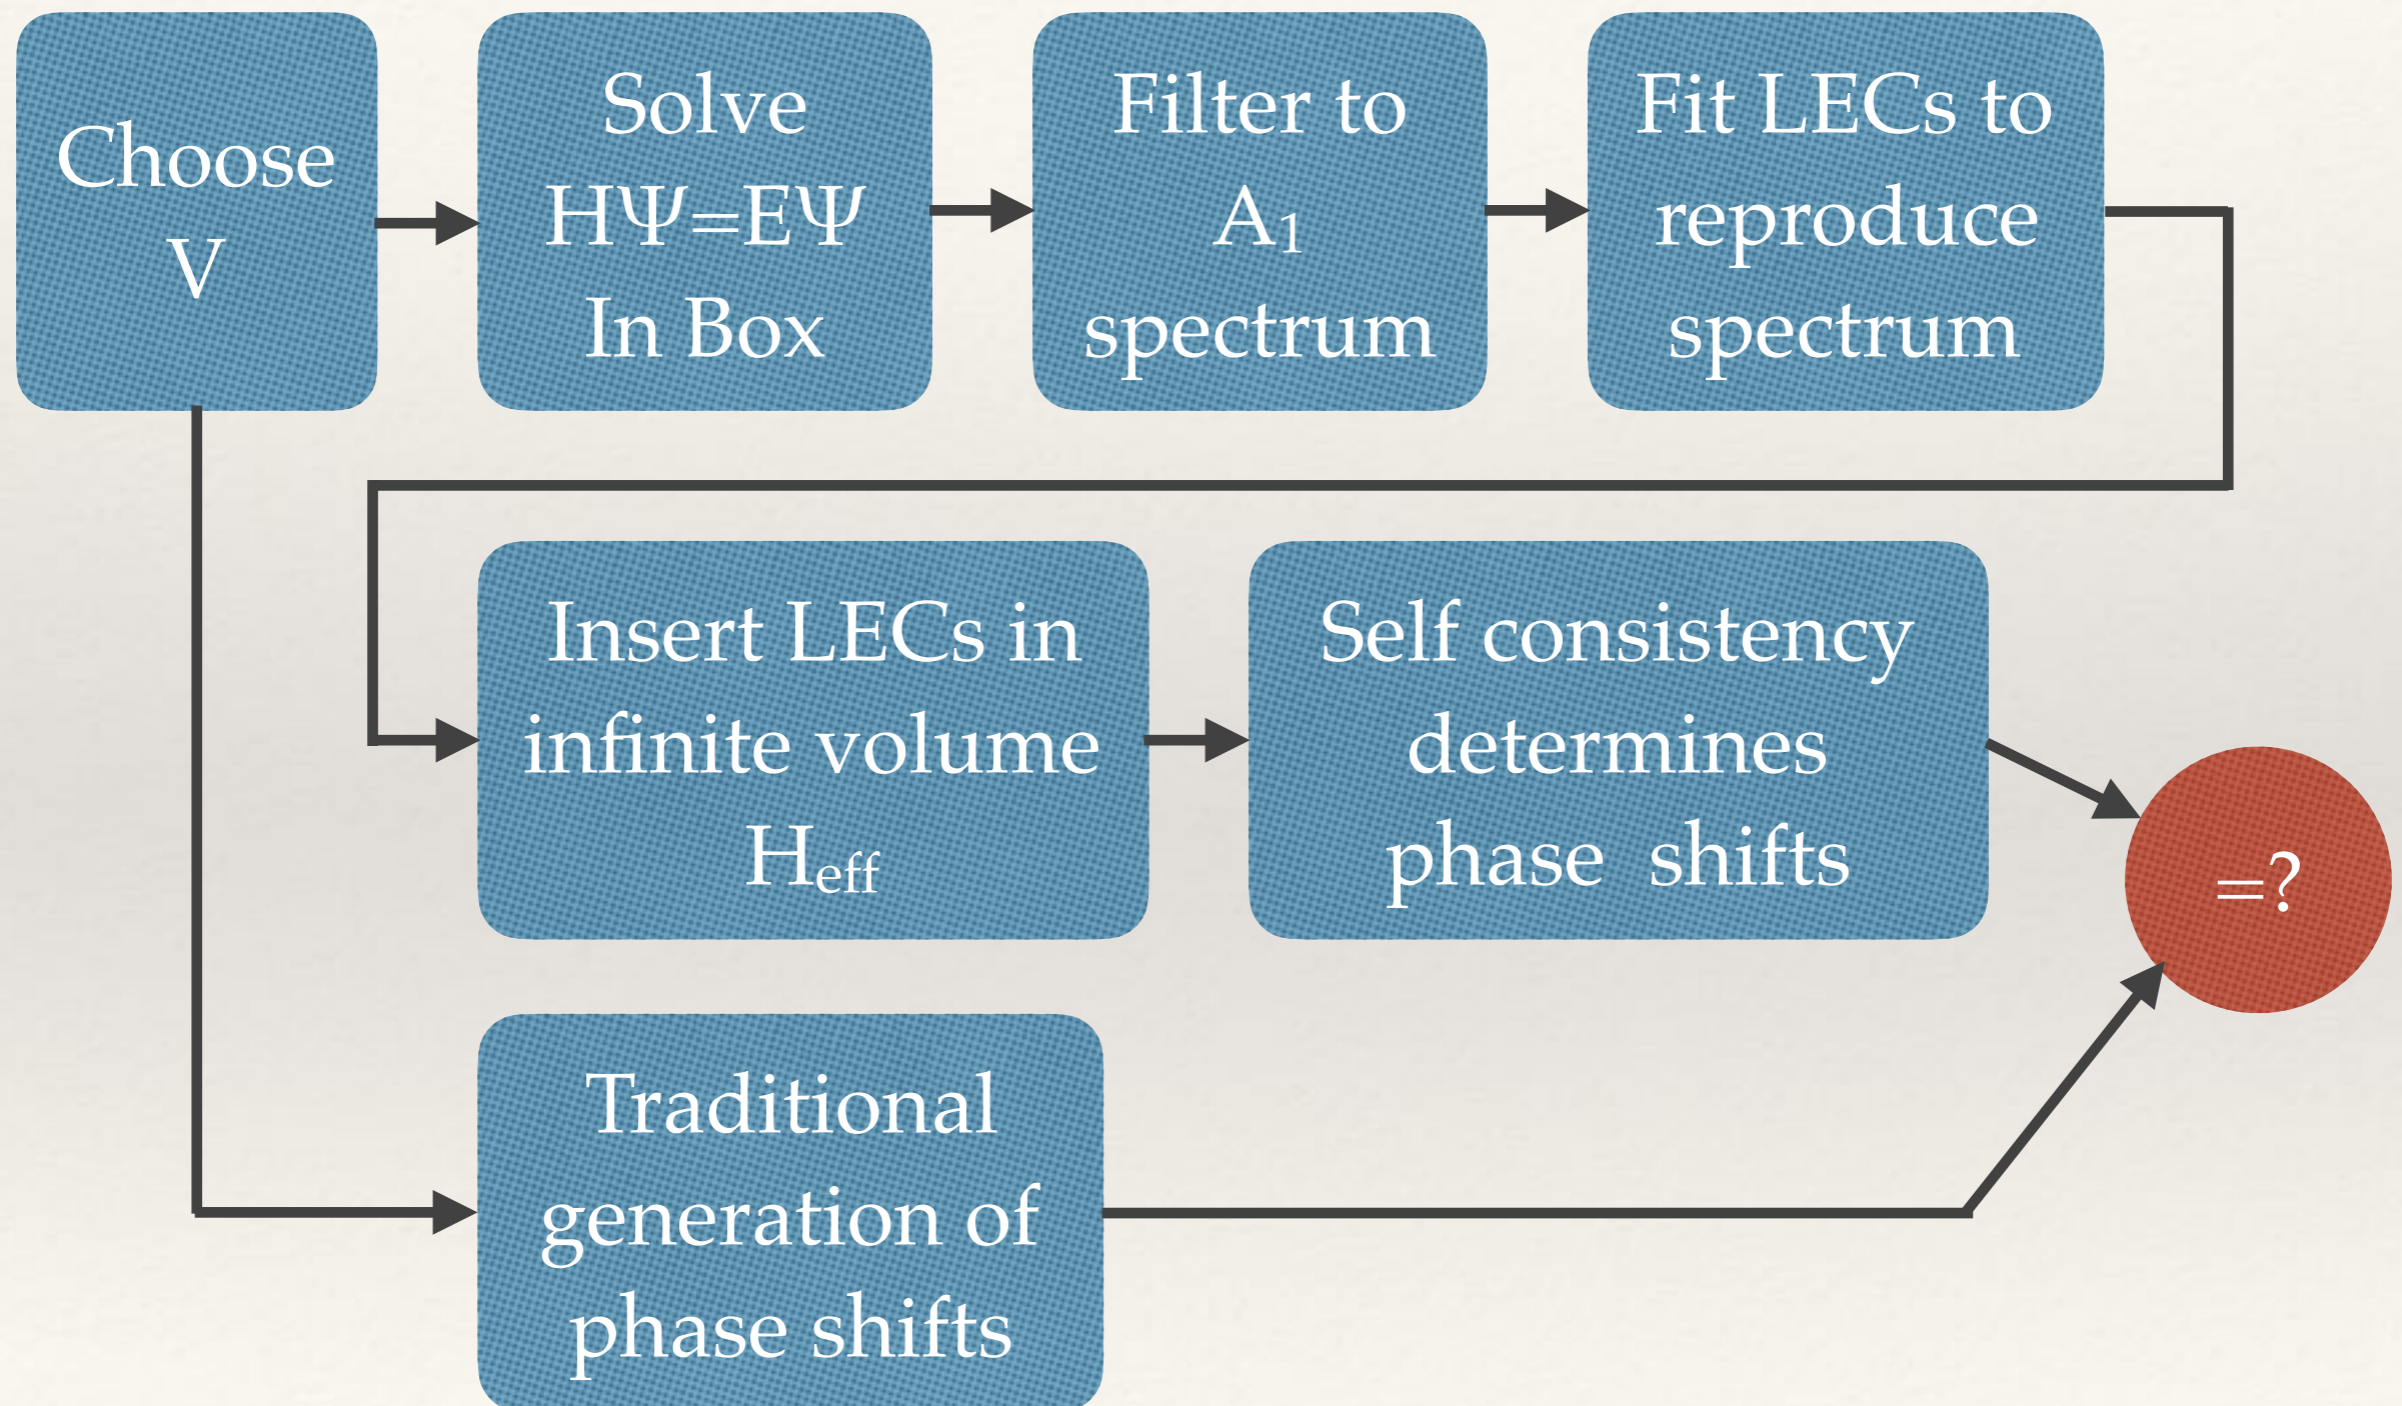 Choose
V
Solve
HΨ=EΨ
In Box
Filter to
A₁
spectrum
Fit LECs to
reproduce
spectrum
Insert LECs in
infinite volume
Heff
Self consistency
determines
phase shifts
=?
Traditional
generation of
phase shifts